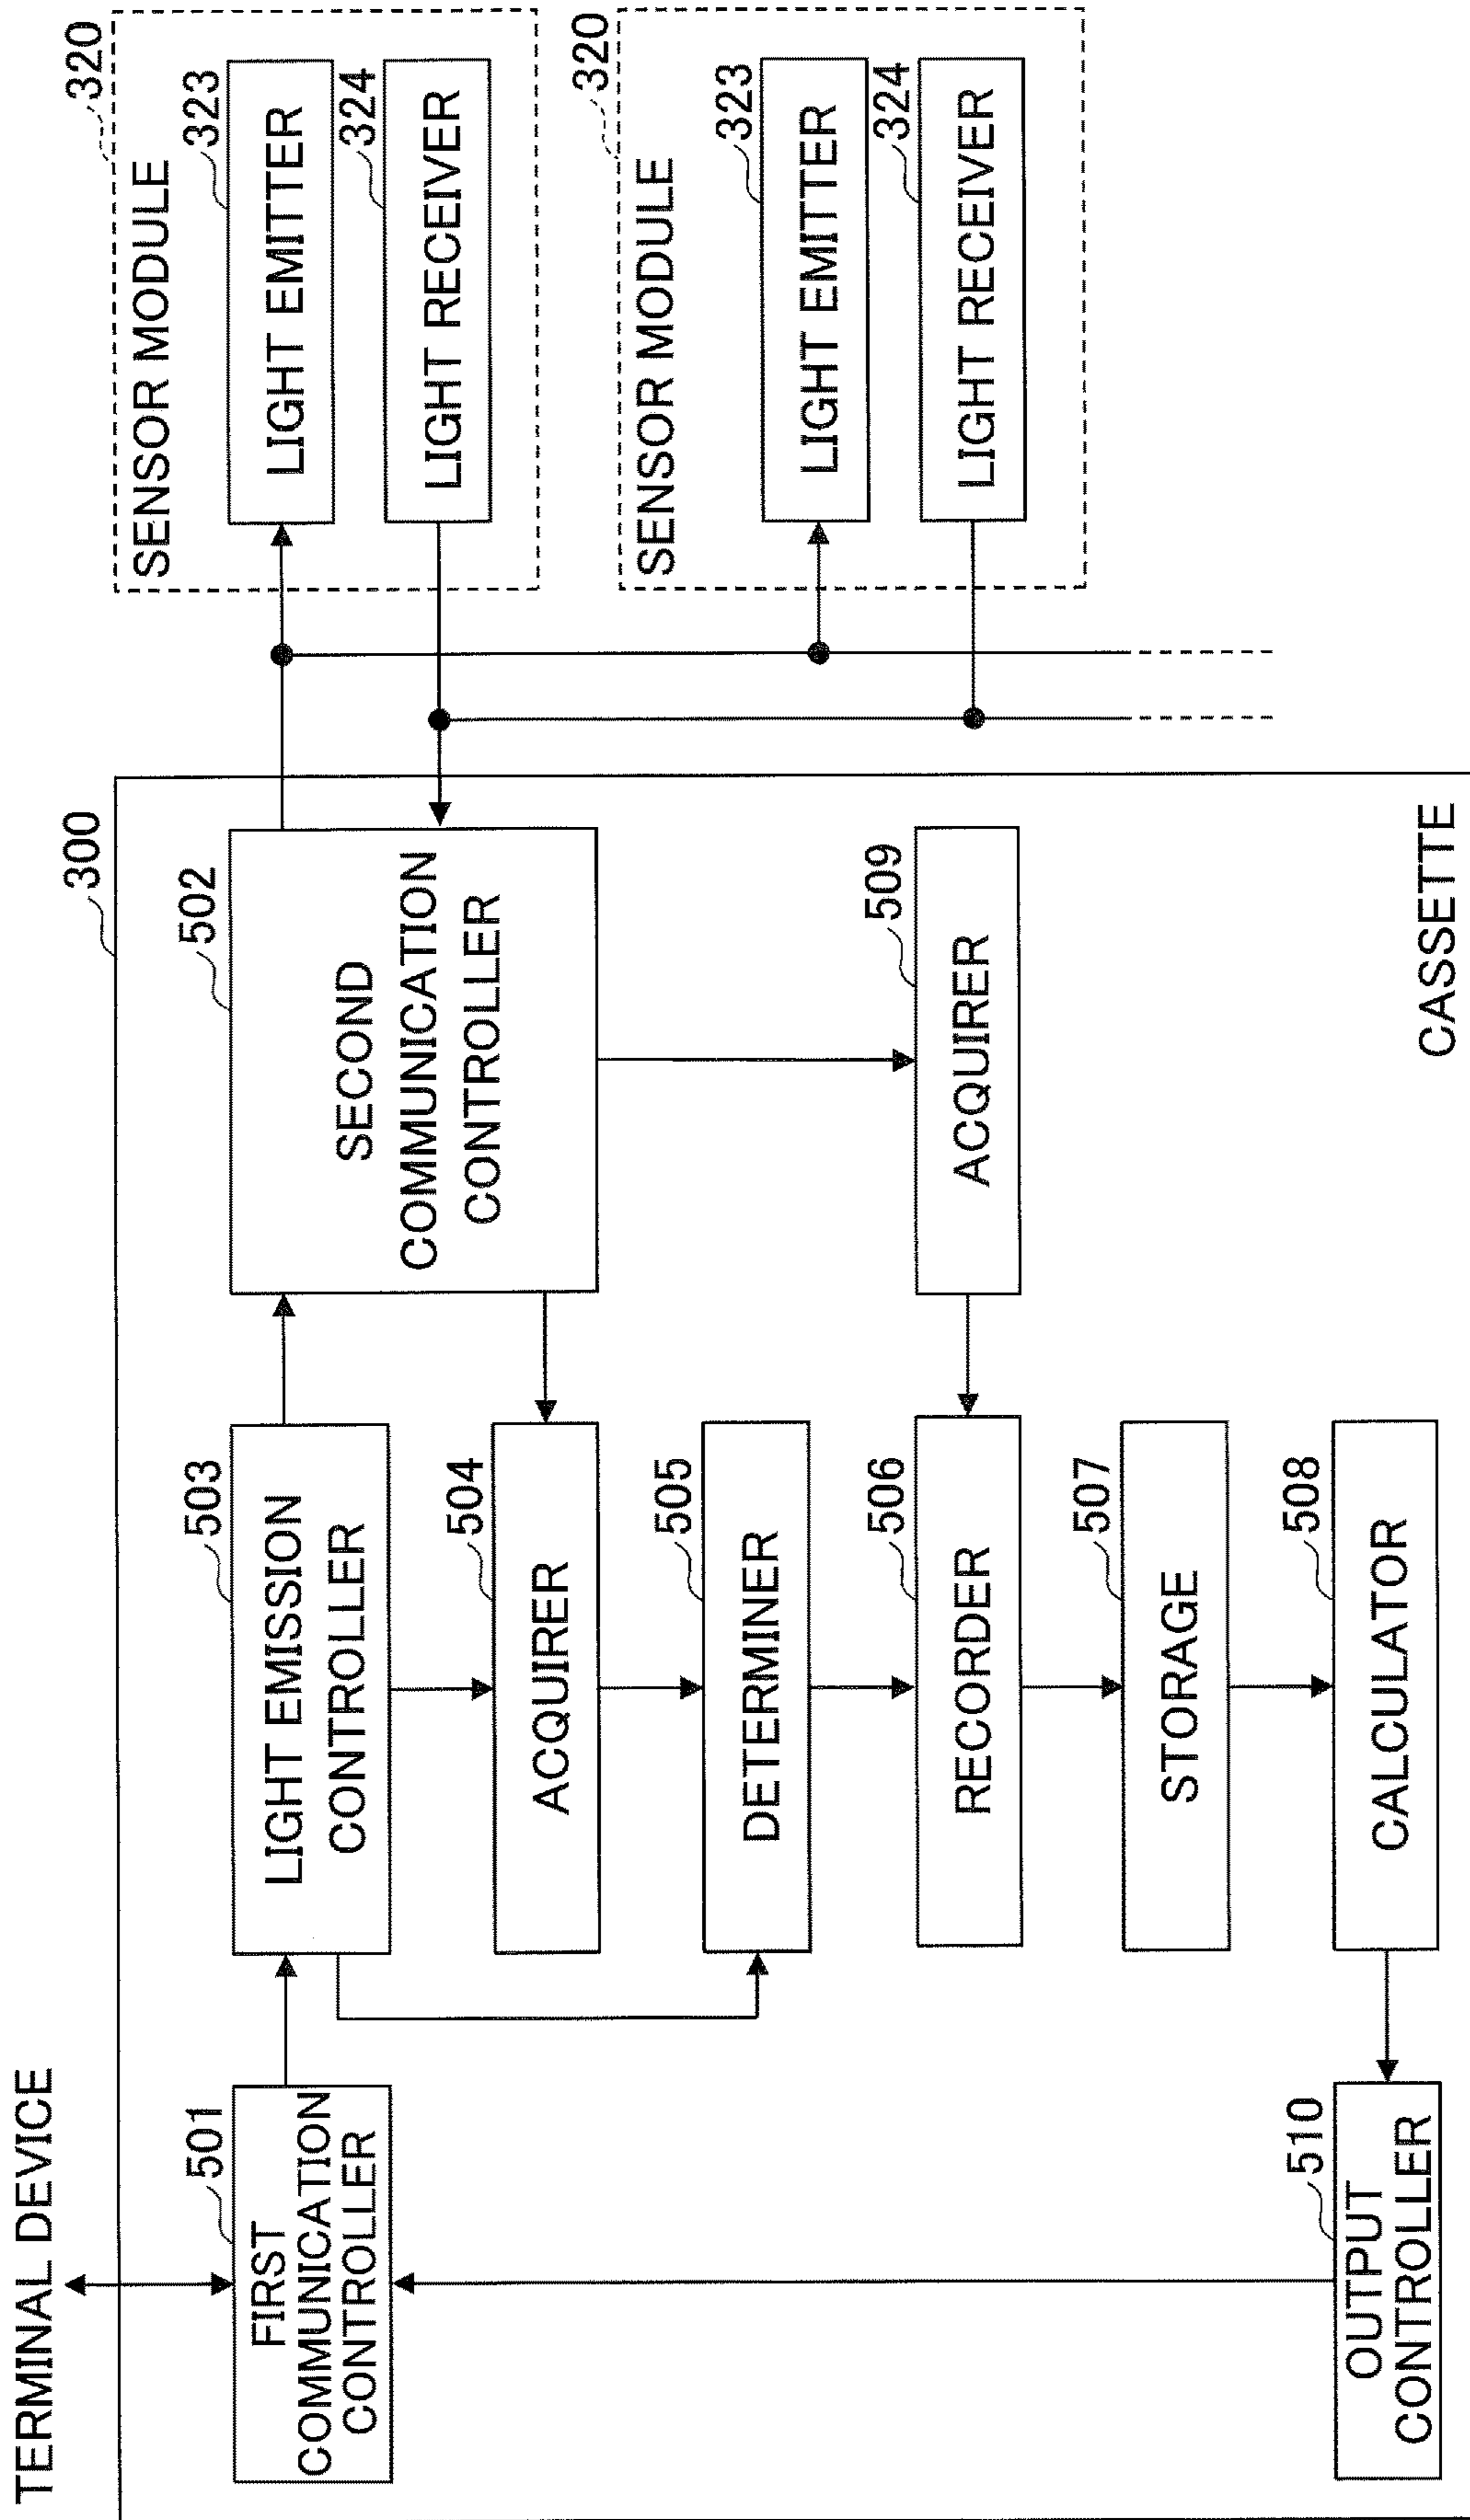 TERMINAL DEVICE
300
501
FIRST
COMMUNICATION
CONTROLLER
503
LIGHT EMISSION
CONTROLLER
502
SECOND
COMMUNICATION
CONTROLLER
504
ACQUIRER
505
DETERMINER
506
RECORDER
509
ACQUIRER
507
STORAGE
508
CALCULATOR
510
OUTPUT
CONTROLLER
CASSETTE
320
SENSOR MODULE
323
LIGHT EMITTER
324
LIGHT RECEIVER
320
SENSOR MODULE
323
LIGHT EMITTER
324
LIGHT RECEIVER